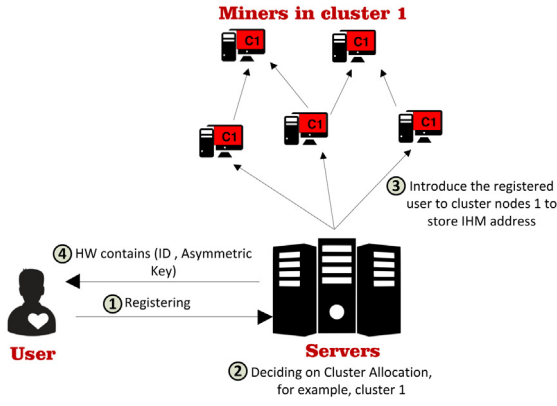 Miners in cluster 1
C1
C1
C1
C1
C1
3 Introduce the registered
user to cluster nodes 1 to
store IHM address
4 HW contains (ID , Asymmetric
Key)
1 Registering
User
Servers
2 Deciding on Cluster Allocation,
for example, cluster 1